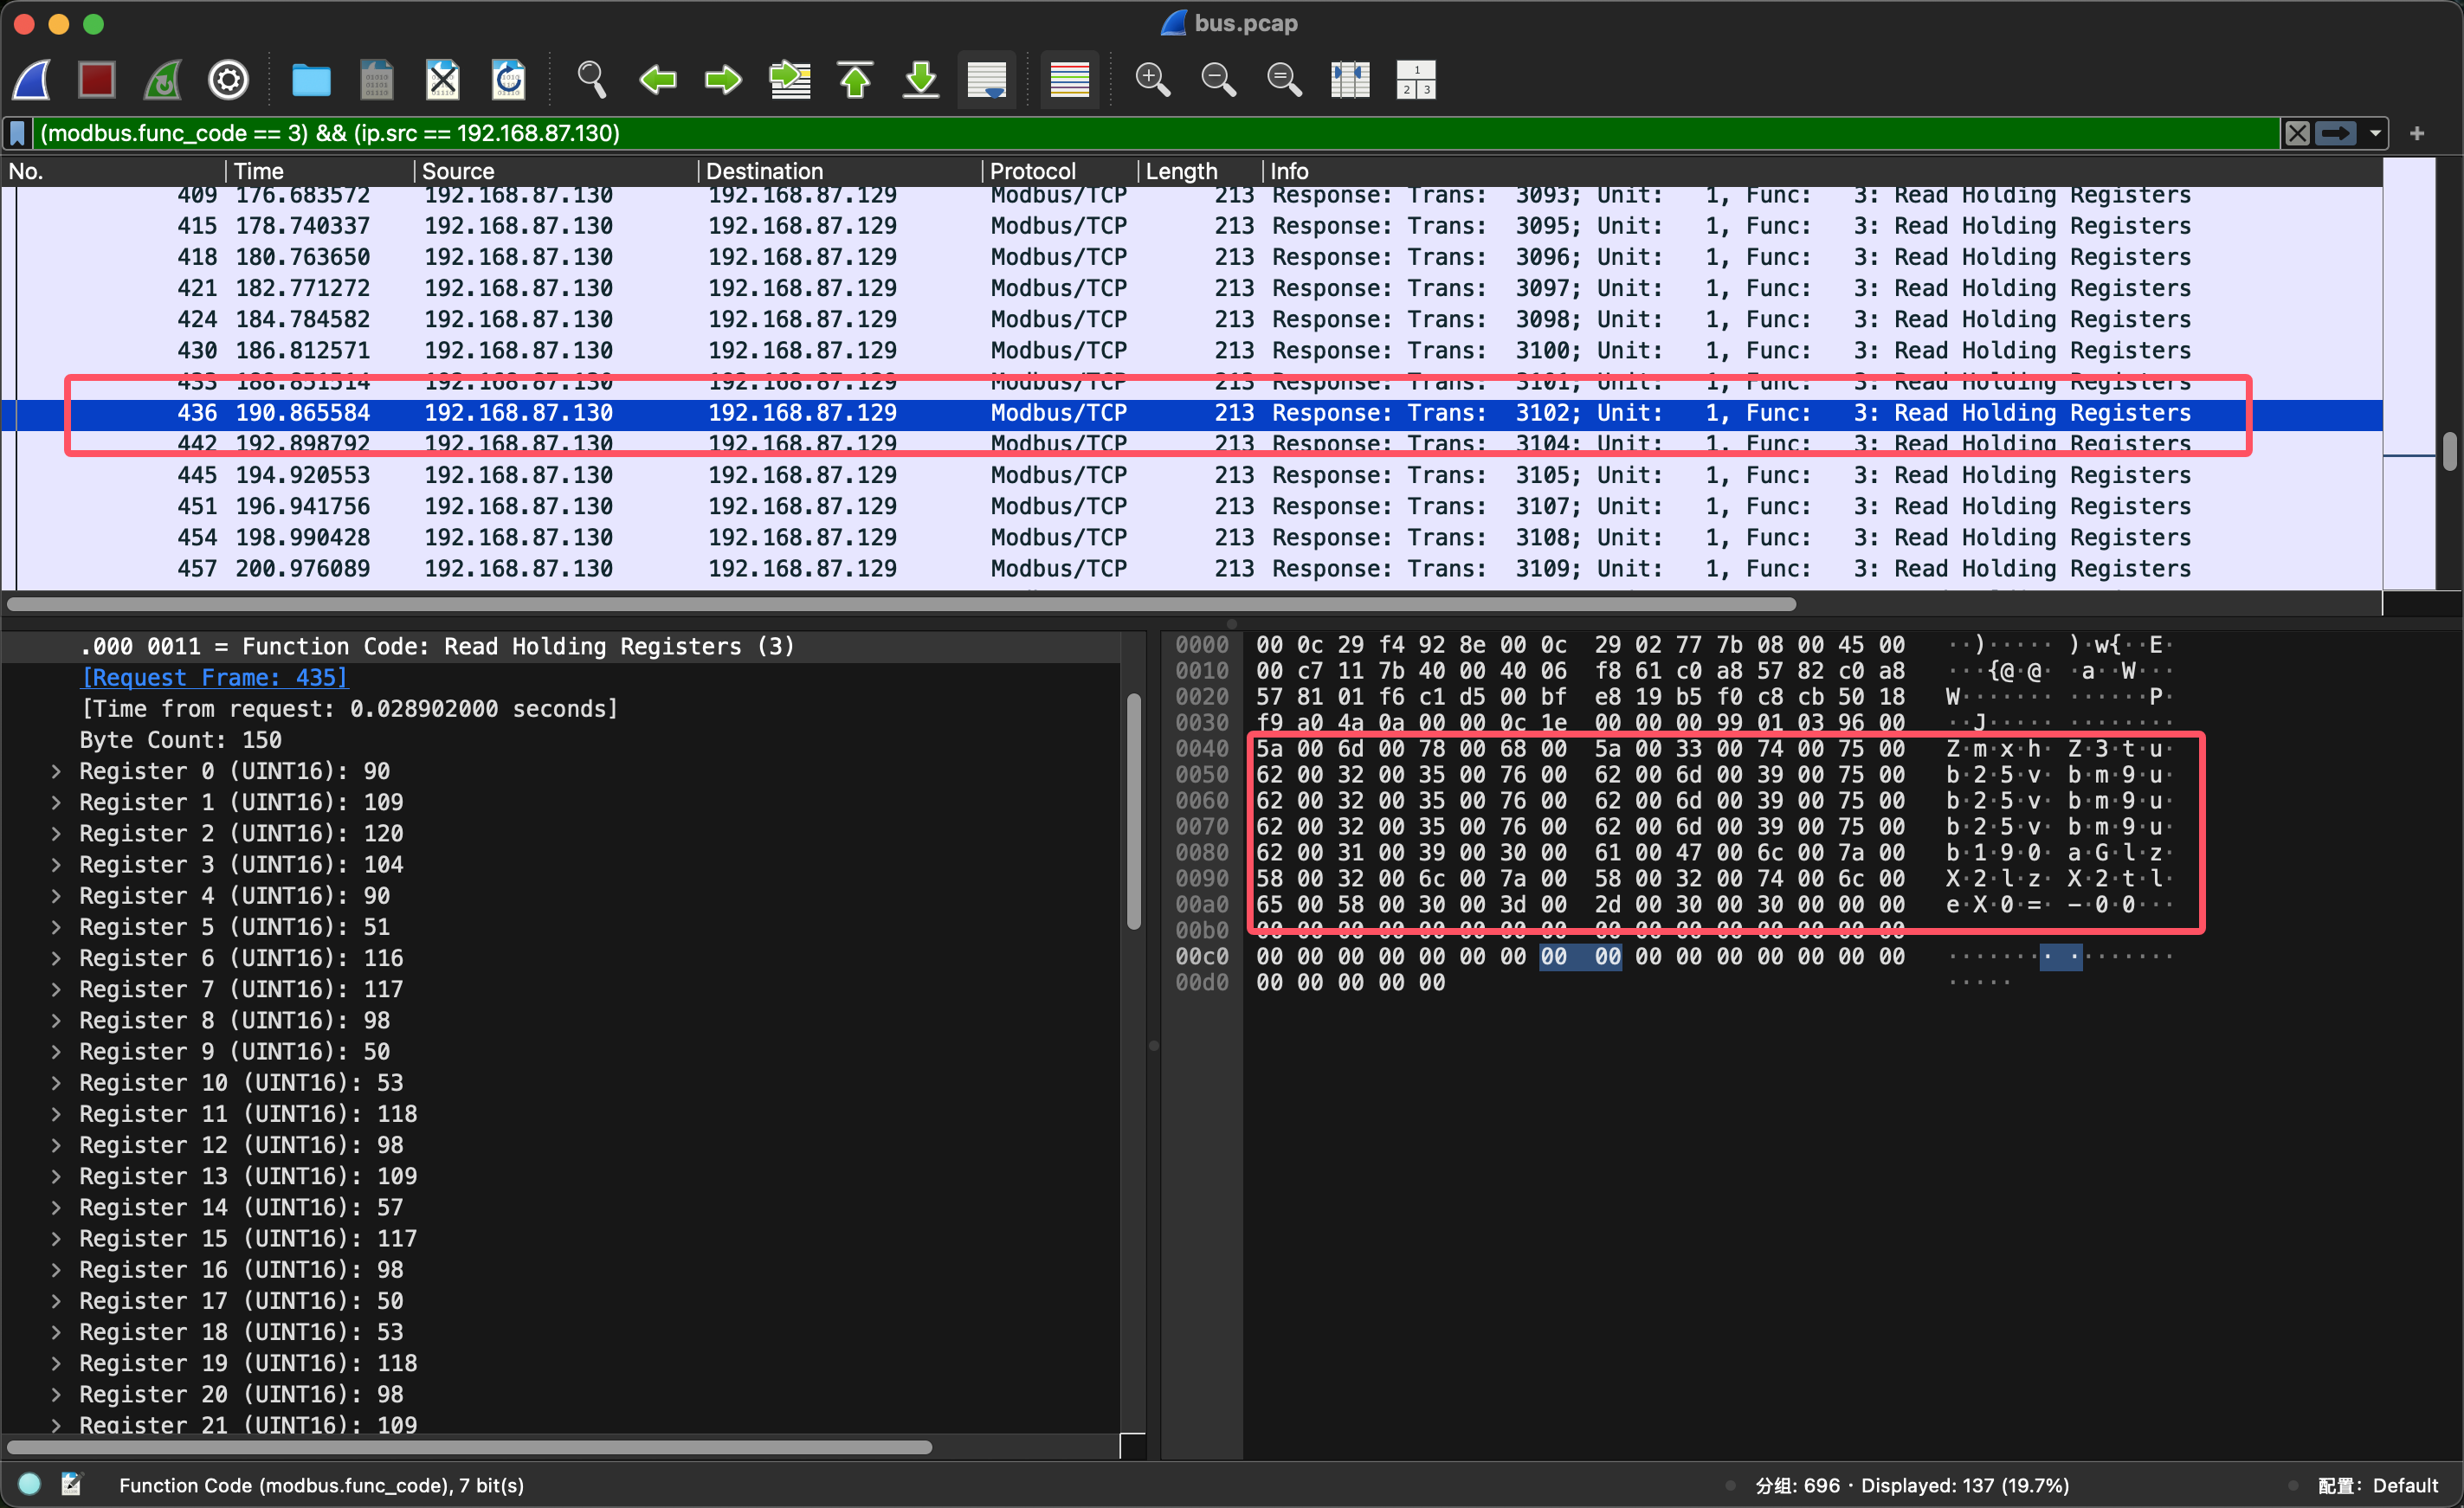 bus.pcap
(modbus.func_code == 3) && (ip.src == 192.168.87.130)
No. Time Source Destination Protocol Length Info
409 176.683572 192.168.87.130 192.168.87.129 Modbus/TCP 213 Response: Trans: 3093; Unit: 1, Func: 3: Read Holding Registers
415 178.740337 192.168.87.130 192.168.87.129 Modbus/TCP 213 Response: Trans: 3095; Unit: 1, Func: 3: Read Holding Registers
418 180.763650 192.168.87.130 192.168.87.129 Modbus/TCP 213 Response: Trans: 3096; Unit: 1, Func: 3: Read Holding Registers
421 182.771272 192.168.87.130 192.168.87.129 Modbus/TCP 213 Response: Trans: 3097; Unit: 1, Func: 3: Read Holding Registers
424 184.784582 192.168.87.130 192.168.87.129 Modbus/TCP 213 Response: Trans: 3098; Unit: 1, Func: 3: Read Holding Registers
430 186.812571 192.168.87.130 192.168.87.129 Modbus/TCP 213 Response: Trans: 3100; Unit: 1, Func: 3: Read Holding Registers
433 188.851514 192.168.87.130 192.168.87.129 Modbus/TCP 213 Response: Trans: 3101; Unit: 1, Func: 3: Read Holding Registers
436 190.865584 192.168.87.130 192.168.87.129 Modbus/TCP 213 Response: Trans: 3102; Unit: 1, Func: 3: Read Holding Registers
442 192.898792 192.168.87.130 192.168.87.129 Modbus/TCP 213 Response: Trans: 3104; Unit: 1, Func: 3: Read Holding Registers
445 194.920553 192.168.87.130 192.168.87.129 Modbus/TCP 213 Response: Trans: 3105; Unit: 1, Func: 3: Read Holding Registers
451 196.941756 192.168.87.130 192.168.87.129 Modbus/TCP 213 Response: Trans: 3107; Unit: 1, Func: 3: Read Holding Registers
454 198.990428 192.168.87.130 192.168.87.129 Modbus/TCP 213 Response: Trans: 3108; Unit: 1, Func: 3: Read Holding Registers
457 200.976089 192.168.87.130 192.168.87.129 Modbus/TCP 213 Response: Trans: 3109; Unit: 1, Func: 3: Read Holding Registers
.000 0011 = Function Code: Read Holding Registers (3)
[Request Frame: 435]
[Time from request: 0.028902000 seconds]
Byte Count: 150
Register 0 (UINT16): 90
Register 1 (UINT16): 109
Register 2 (UINT16): 120
Register 3 (UINT16): 104
Register 4 (UINT16): 90
Register 5 (UINT16): 51
Register 6 (UINT16): 116
Register 7 (UINT16): 117
Register 8 (UINT16): 98
Register 9 (UINT16): 50
Register 10 (UINT16): 53
Register 11 (UINT16): 118
Register 12 (UINT16): 98
Register 13 (UINT16): 109
Register 14 (UINT16): 57
Register 15 (UINT16): 117
Register 16 (UINT16): 98
Register 17 (UINT16): 50
Register 18 (UINT16): 53
Register 19 (UINT16): 118
Register 20 (UINT16): 98
Register 21 (UINT16): 109
0000 00 0c 29 f4 92 8e 00 0c 29 02 77 7b 08 00 45 00 ··)····· )·w{··E·
0010 00 c7 11 7b 40 00 40 06 f8 61 c0 a8 57 82 c0 a8 ···{@·@· ·a··W···
0020 57 81 01 f6 c1 d5 00 bf e8 19 b5 f0 c8 cb 50 18 W······· ······P·
0030 f9 a0 4a 0a 00 00 0c 1e 00 00 00 99 01 03 96 00 ··J····· ········
0040 5a 00 6d 00 78 00 68 00 5a 00 33 00 74 00 75 00 Z·m·x·h· Z·3·t·u·
0050 62 00 32 00 35 00 76 00 62 00 6d 00 39 00 75 00 b·2·5·v· b·m·9·u·
0060 62 00 32 00 35 00 76 00 62 00 6d 00 39 00 75 00 b·2·5·v· b·m·9·u·
0070 62 00 32 00 35 00 76 00 62 00 6d 00 39 00 75 00 b·2·5·v· b·m·9·u·
0080 62 00 31 00 39 00 30 00 61 00 47 00 6c 00 7a 00 b·1·9·0· a·G·l·z·
0090 58 00 32 00 6c 00 7a 00 58 00 32 00 74 00 6c 00 X·2·l·z· X·2·t·l·
00a0 65 00 58 00 30 00 3d 00 2d 00 30 00 30 00 00 00 e·X·0·=· -·0·0···
00b0 00 00 00 00 00 00 00 00 00 00 00 00 00 00 00 00
00c0 00 00 00 00 00 00 00 00 00 00 00 00 00 00 00 00 ········ ········
00d0 00 00 00 00 00 ·····
Function Code (modbus.func_code), 7 bit(s)
分组: 696 · Displayed: 137 (19.7%)
配置: Default